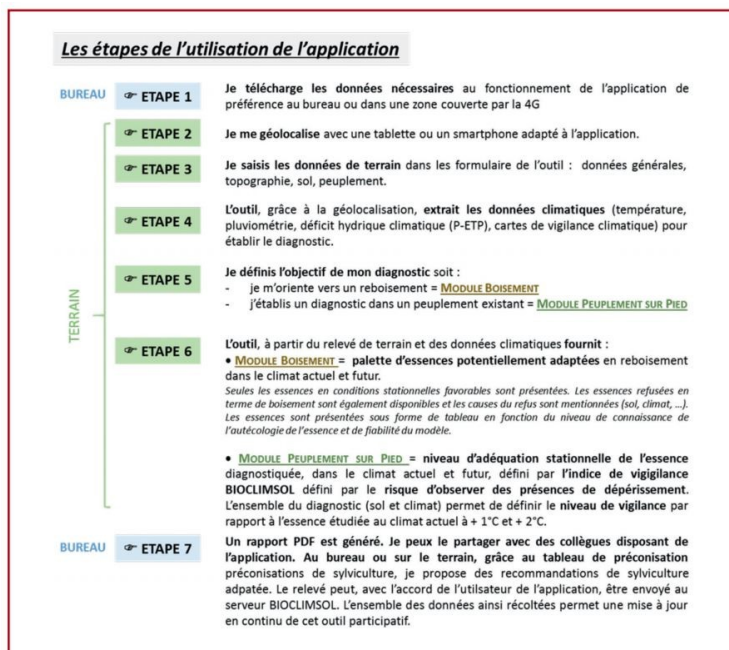 Les étapes de l'utilisation de l'application
BUREAU ☞ ETAPE 1
Je télécharge les données nécessaires au fonctionnement de l'application de
préférence au bureau ou dans une zone couverte par la 4G
TERRAIN
☞ ETAPE 2
Je me géolocalise avec une tablette ou un smartphone adapté à l'application.
☞ ETAPE 3
Je saisis les données de terrain dans les formulaire de l'outil : données générales,
topographie, sol, peuplement.
☞ ETAPE 4
L'outil, grâce à la géolocalisation, extrait les données climatiques (température,
pluviométrie, déficit hydrique climatique (P-ETP), cartes de vigilance climatique) pour
établir le diagnostic.
☞ ETAPE 5
Je définis l'objectif de mon diagnostic soit :
- je m'oriente vers un reboisement = MODULE BOISEMENT
- j'établis un diagnostic dans un peuplement existant = MODULE PEUPLEMENT SUR PIED
☞ ETAPE 6
L'outil, à partir du relevé de terrain et des données climatiques fournit :
• MODULE BOISEMENT = palette d'essences potentiellement adaptées en reboisement
dans le climat actuel et futur.
Seules les essences en conditions stationnelles favorables sont présentées. Les essences refusées en
terme de boisement sont également disponibles et les causes du refus sont mentionnées (sol, climat, ...).
Les essences sont présentées sous forme de tableau en fonction du niveau de connaissance de
l'autécologie de l'essence et de fiabilité du modèle.
• MODULE PEUPLEMENT SUR PIED = niveau d'adéquation stationnelle de l'essence
diagnostiquée, dans le climat actuel et futur, défini par l'indice de vigigilance
BIOCLIMSOL défini par le risque d'observer des présences de dépérissement.
L'ensemble du diagnostic (sol et climat) permet de définir le niveau de vigilance par
rapport à l'essence étudiée au climat actuel à + 1°C et + 2°C.
BUREAU ☞ ETAPE 7
Un rapport PDF est généré. Je peux le partager avec des collègues disposant de
l'application. Au bureau ou sur le terrain, grâce au tableau de préconisation
préconisations de sylviculture, je propose des recommandations de sylviculture
adpatée. Le relevé peut, avec l'accord de l'utilsateur de l'application, être envoyé au
serveur BIOCLIMSOL. L'ensemble des données ainsi récoltées permet une mise à jour
en continu de cet outil participatif.